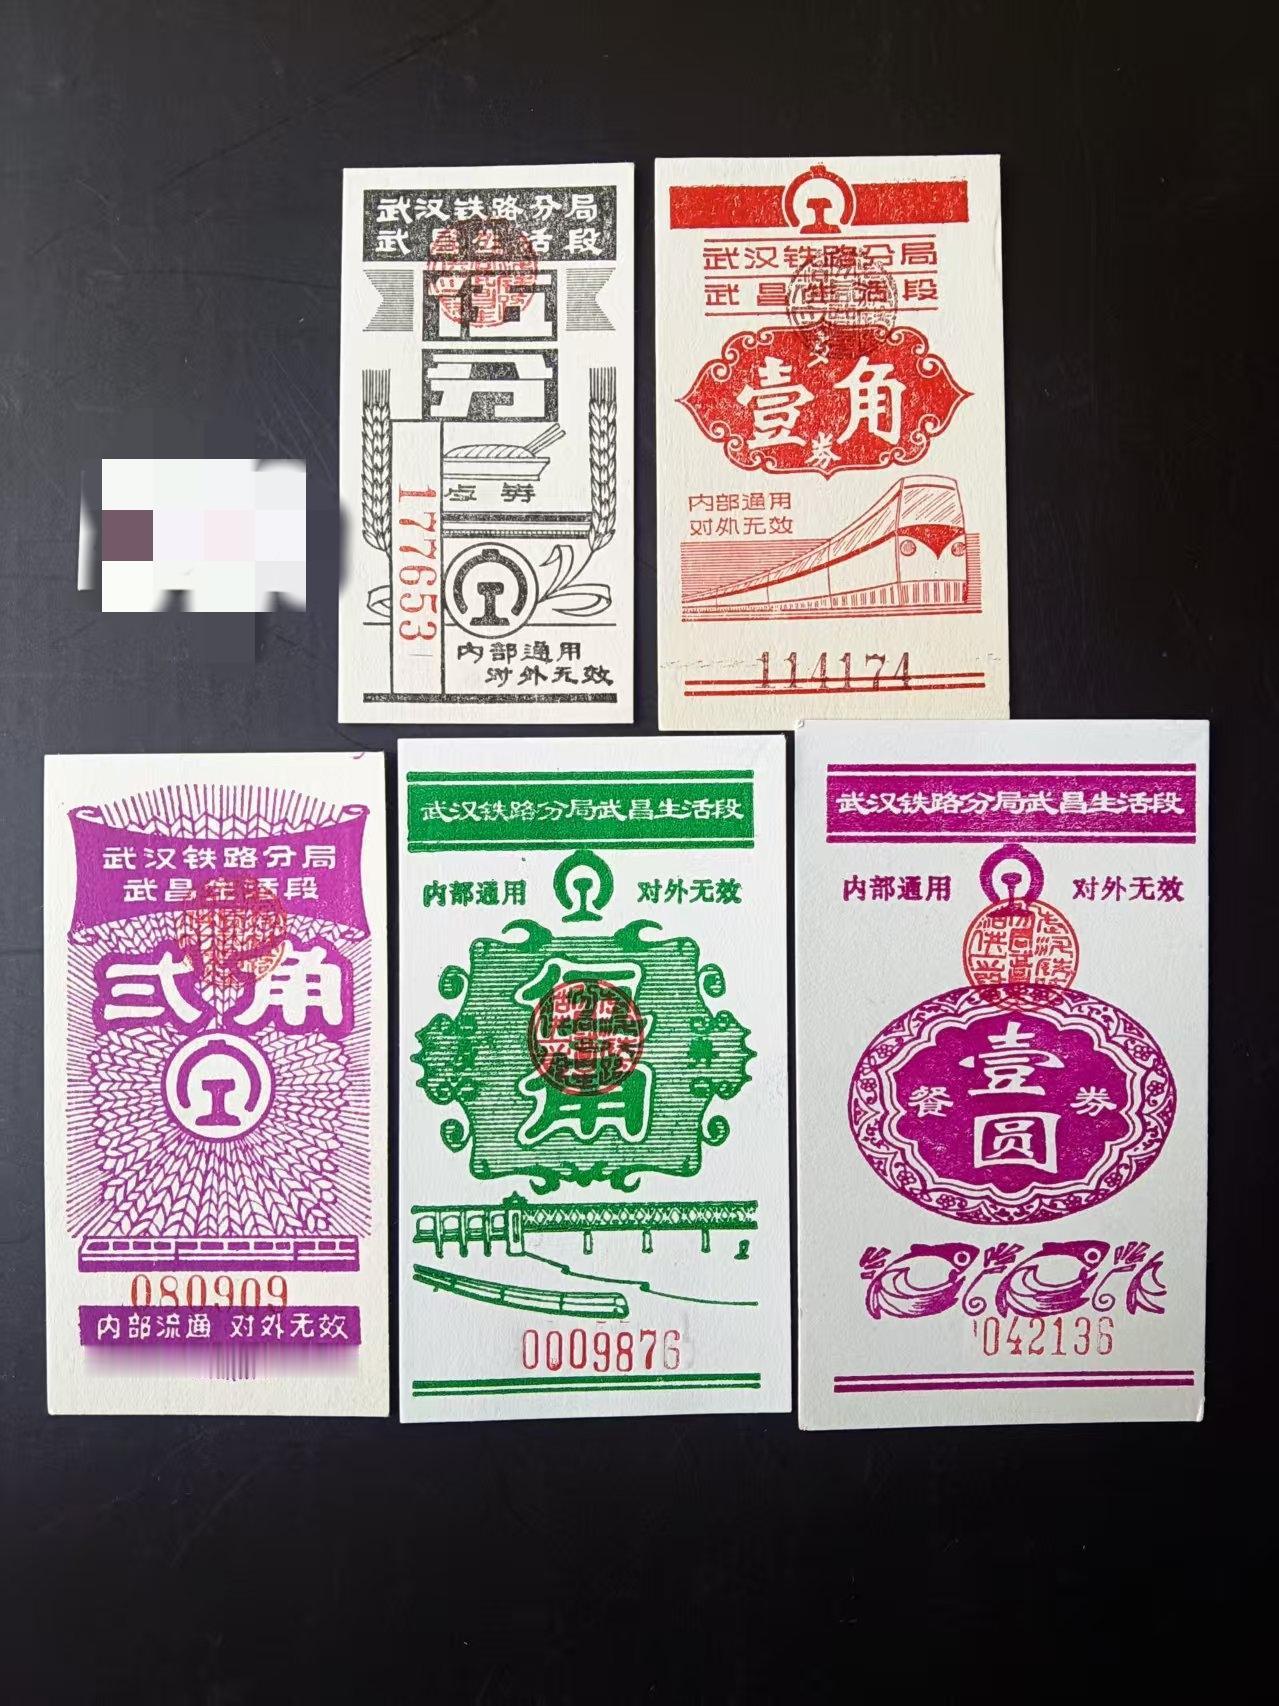 武汉铁路分局
武昌生活段
伍
分
点券
177653
内部通用
对外无效
武汉铁路分局
武昌生活段
麦
壹角
券
内部通用
对外无效
114174
武汉铁路分局
武昌生活段
弍角
080909
内部流通 对外无效
武汉铁路分局武昌生活段
内部通用 对外无效
伍
角
券
0009876
武汉铁路分局武昌生活段
内部通用 对外无效
壹
餐 券
圆
042136